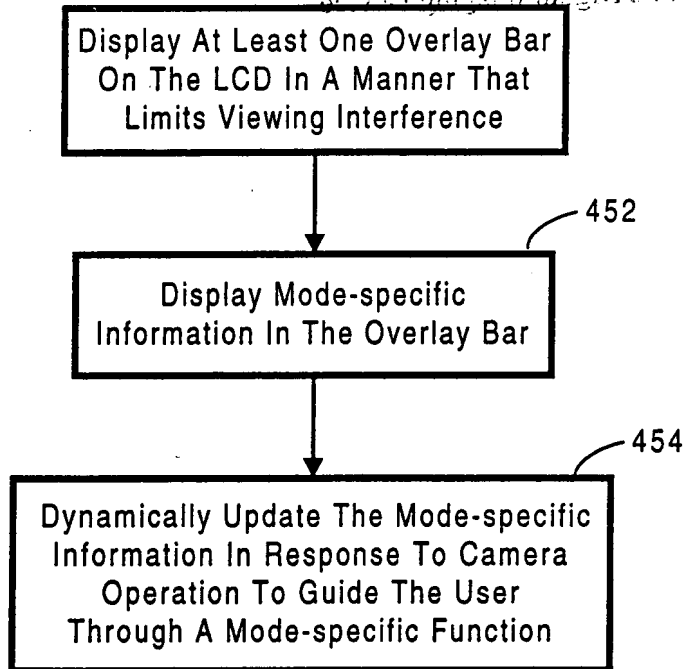 Display At Least One Overlay Bar
On The LCD In A Manner That
Limits Viewing Interference
452
Display Mode-specific
Information In The Overlay Bar
454
Dynamically Update The Mode-specific
Information In Response To Camera
Operation To Guide The User
Through A Mode-specific Function